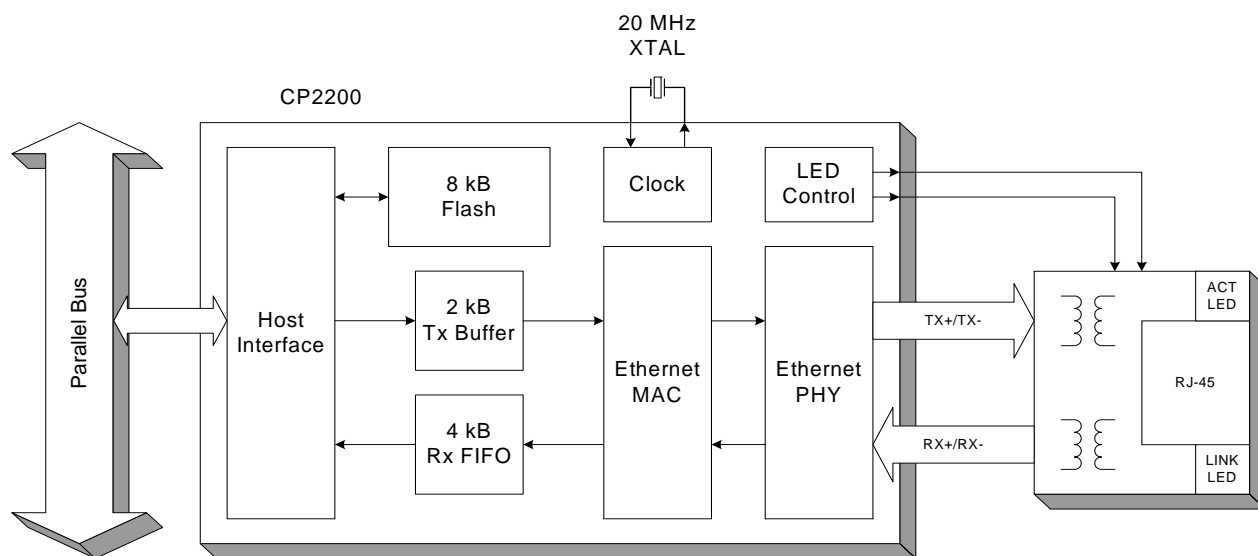 20 MHz
XTAL
CP2200
Parallel Bus
Host
Interface
8 kB
Flash
2 kB
Tx Buffer
4 kB
Rx FIFO
Clock
Ethernet
MAC
LED
Control
Ethernet
PHY
TX+/TX-
RX+/RX-
ACT
LED
RJ-45
LINK
LED